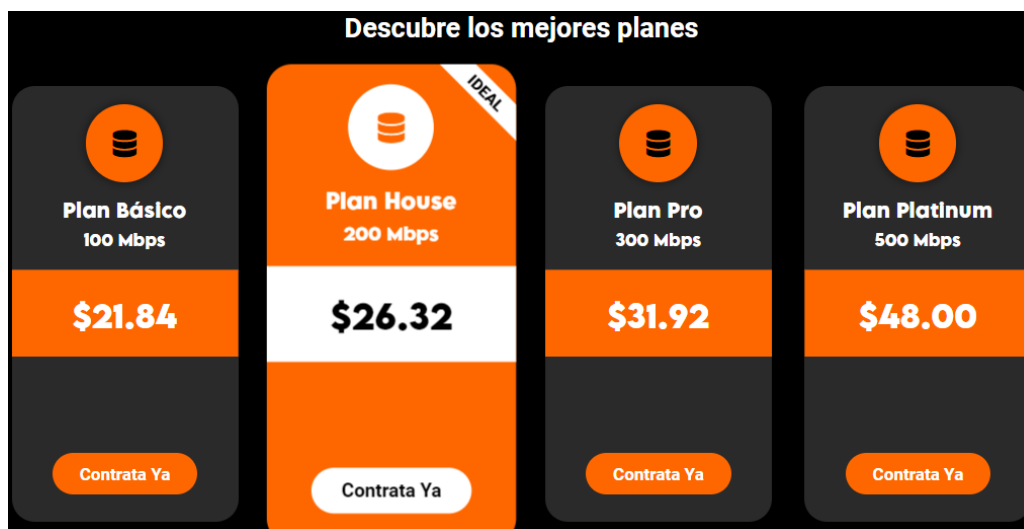 Descubre los mejores planes
Plan Básico
100 Mbps
$21.84
Contrata Ya
IDEAL
Plan House
200 Mbps
$26.32
Contrata Ya
Plan Pro
300 Mbps
$31.92
Contrata Ya
Plan Platinum
500 Mbps
$48.00
Contrata Ya